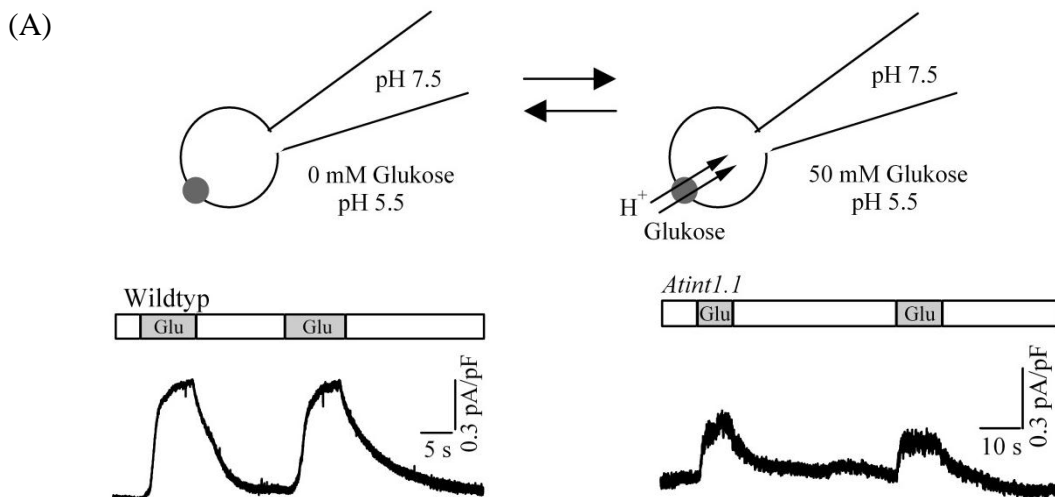 (A)
pH 7.5
0 mM Glukose
pH 5.5
pH 7.5
50 mM Glukose
pH 5.5
H+
Glukose
Wildtyp
Glu Glu
0.3 pA/pF
5 s
Atint1.1
Glu Glu
0.3 pA/pF
10 s